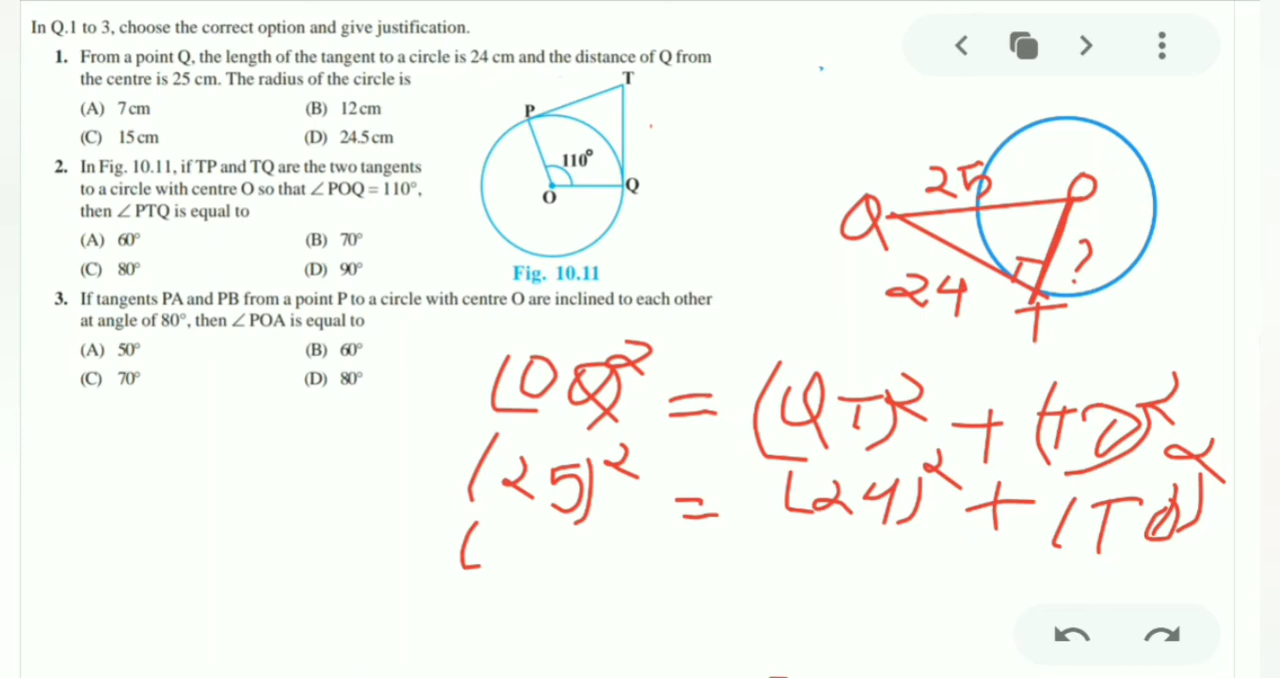 In Q.1 to 3, choose the correct option and give justification.
1. From a point Q, the length of the tangent to a circle is 24 cm and the distance of Q from
the centre is 25 cm. The radius of the circle is
(A) 7 cm (B) 12 cm
(C) 15 cm (D) 24.5 cm
2. In Fig. 10.11, if TP and TQ are the two tangents
to a circle with centre O so that ∠ POQ = 110°,
then ∠ PTQ is equal to
(A) 60° (B) 70°
(C) 80° (D) 90°
T
P
110°
O
Q
Fig. 10.11
3. If tangents PA and PB from a point P to a circle with centre O are inclined to each other
at angle of 80°, then ∠ POA is equal to
(A) 50° (B) 60°
(C) 70° (D) 80°
25
O
Q
?
24
T
(OQ)² = (QT)² + (TO)²
(25)² = (24)² + (TO)²
(